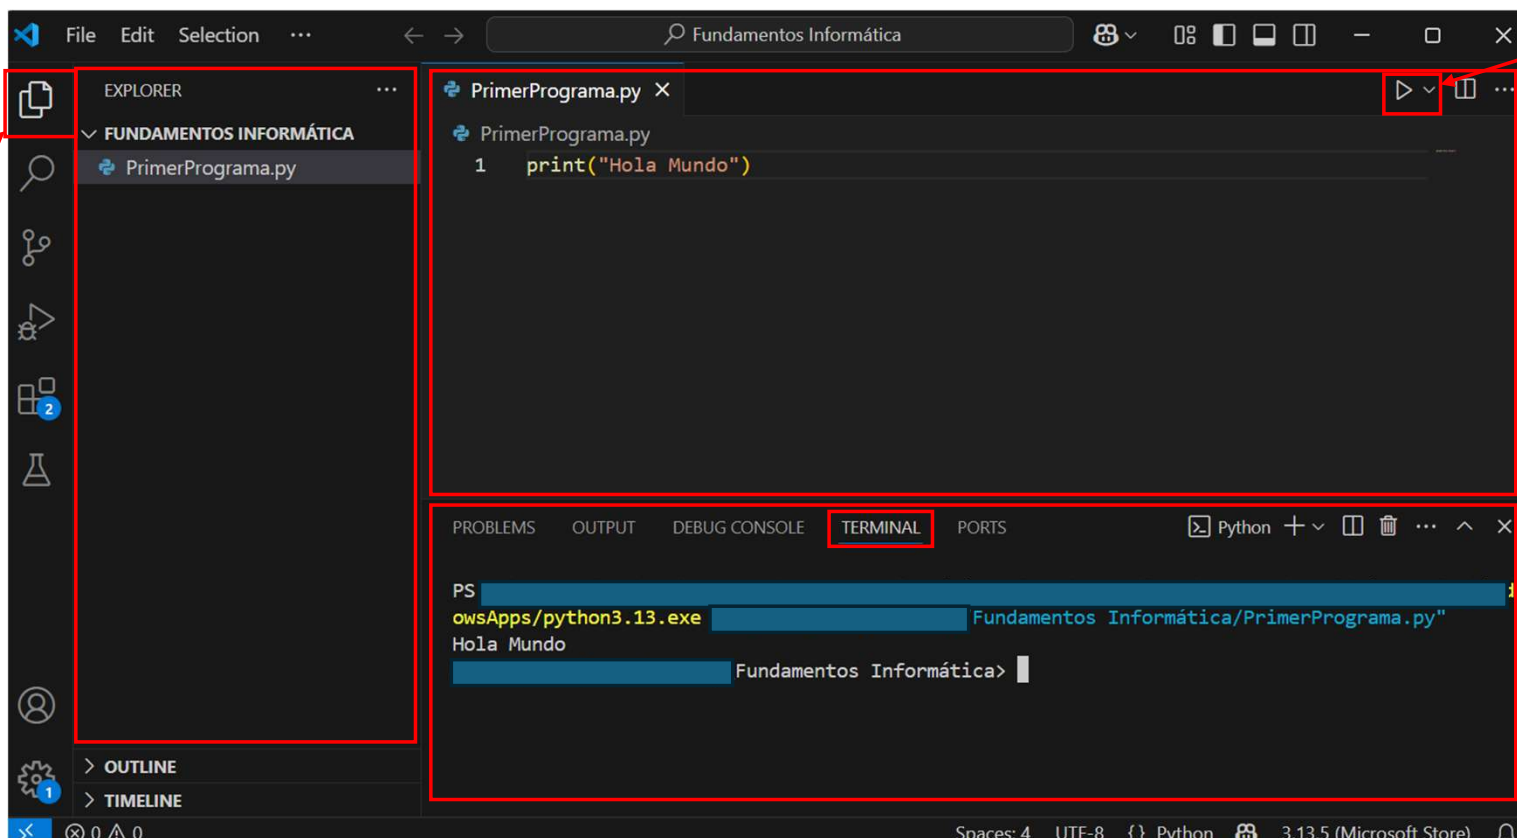 File Edit Selection ··· Fundamentos Informática
EXPLORER ···
FUNDAMENTOS INFORMÁTICA
PrimerPrograma.py
OUTLINE
TIMELINE
PrimerPrograma.py
PrimerPrograma.py
1 print("Hola Mundo")
PROBLEMS OUTPUT DEBUG CONSOLE TERMINAL PORTS Python
PS
owsApps/python3.13.exe Fundamentos Informática/PrimerPrograma.py"
Hola Mundo
Fundamentos Informática>
2
1
0 0 Spaces: 4 UTF-8 {} Python 3.13.5 (Microsoft Store)